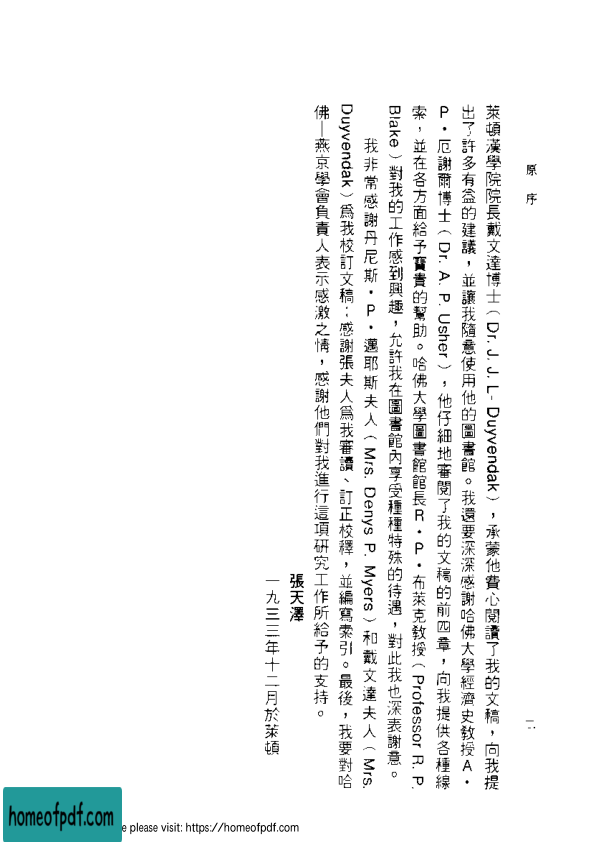 原序
二
萊頓漢學院院長戴文達博士（Dr. J. J. L- Duyvendak），承蒙他費心閱讀了我的文稿，向我提
出了許多有益的建議，並讓我隨意使用他的圖書館。我還要深深感謝哈佛大學經濟史敎授A・
P・厄謝爾博士（Dr. A. P. Usher），他仔細地審閱了我的文稿的前四章，向我提供各種線
索，並在各方面給予寶貴的幫助。哈佛大學圖書館館長R・P・布萊克敎授（Professor R. P.
Blake）對我的工作感到興趣，允許我在圖書館內享受種種特殊的待遇，對此我也深表謝意。
我非常感謝丹尼斯・P・邁耶斯夫人（Mrs. Denys P. Myers）和戴文達夫人（Mrs.
Duyvendak）爲我校訂文稿；感謝張夫人爲我審讀、訂正校釋，並編寫索引。最後，我要對哈
佛—燕京學會負責人表示感激之情，感謝他們對我進行這項研究工作所給予的支持。
張天澤
一九三三年十二月於萊頓
homeofpdf.com
e please visit: https://homeofpdf.com